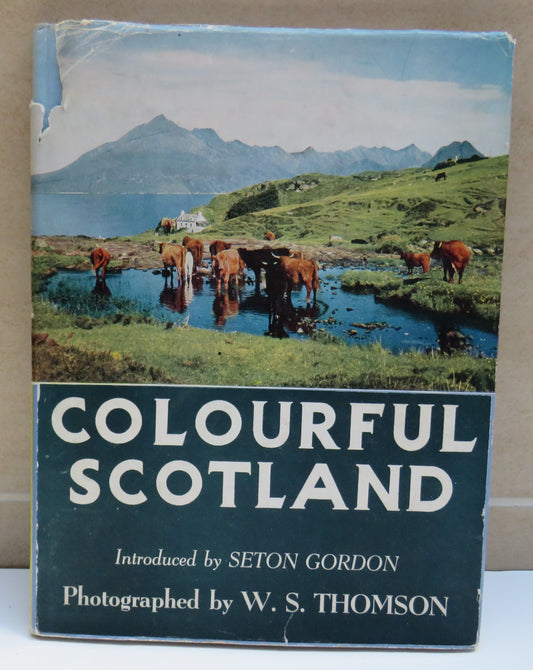 COLOURFUL
SCOTLAND
Introduced by SETON GORDON
Photographed by W. S. THOMSON